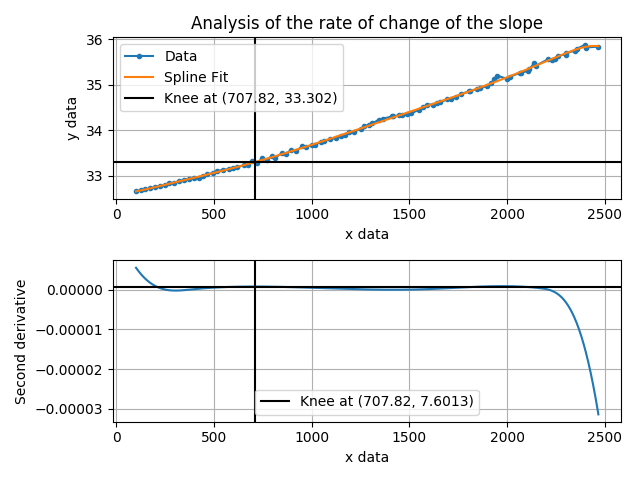 Analysis of the rate of change of the slope
36
35
34
33
y data
Data
Spline Fit
Knee at (707.82, 33.302)
0
500
1000
1500
2000
2500
x data
0.00000
−0.00001
−0.00002
−0.00003
Second derivative
Knee at (707.82, 7.6013)
0
500
1000
1500
2000
2500
x data